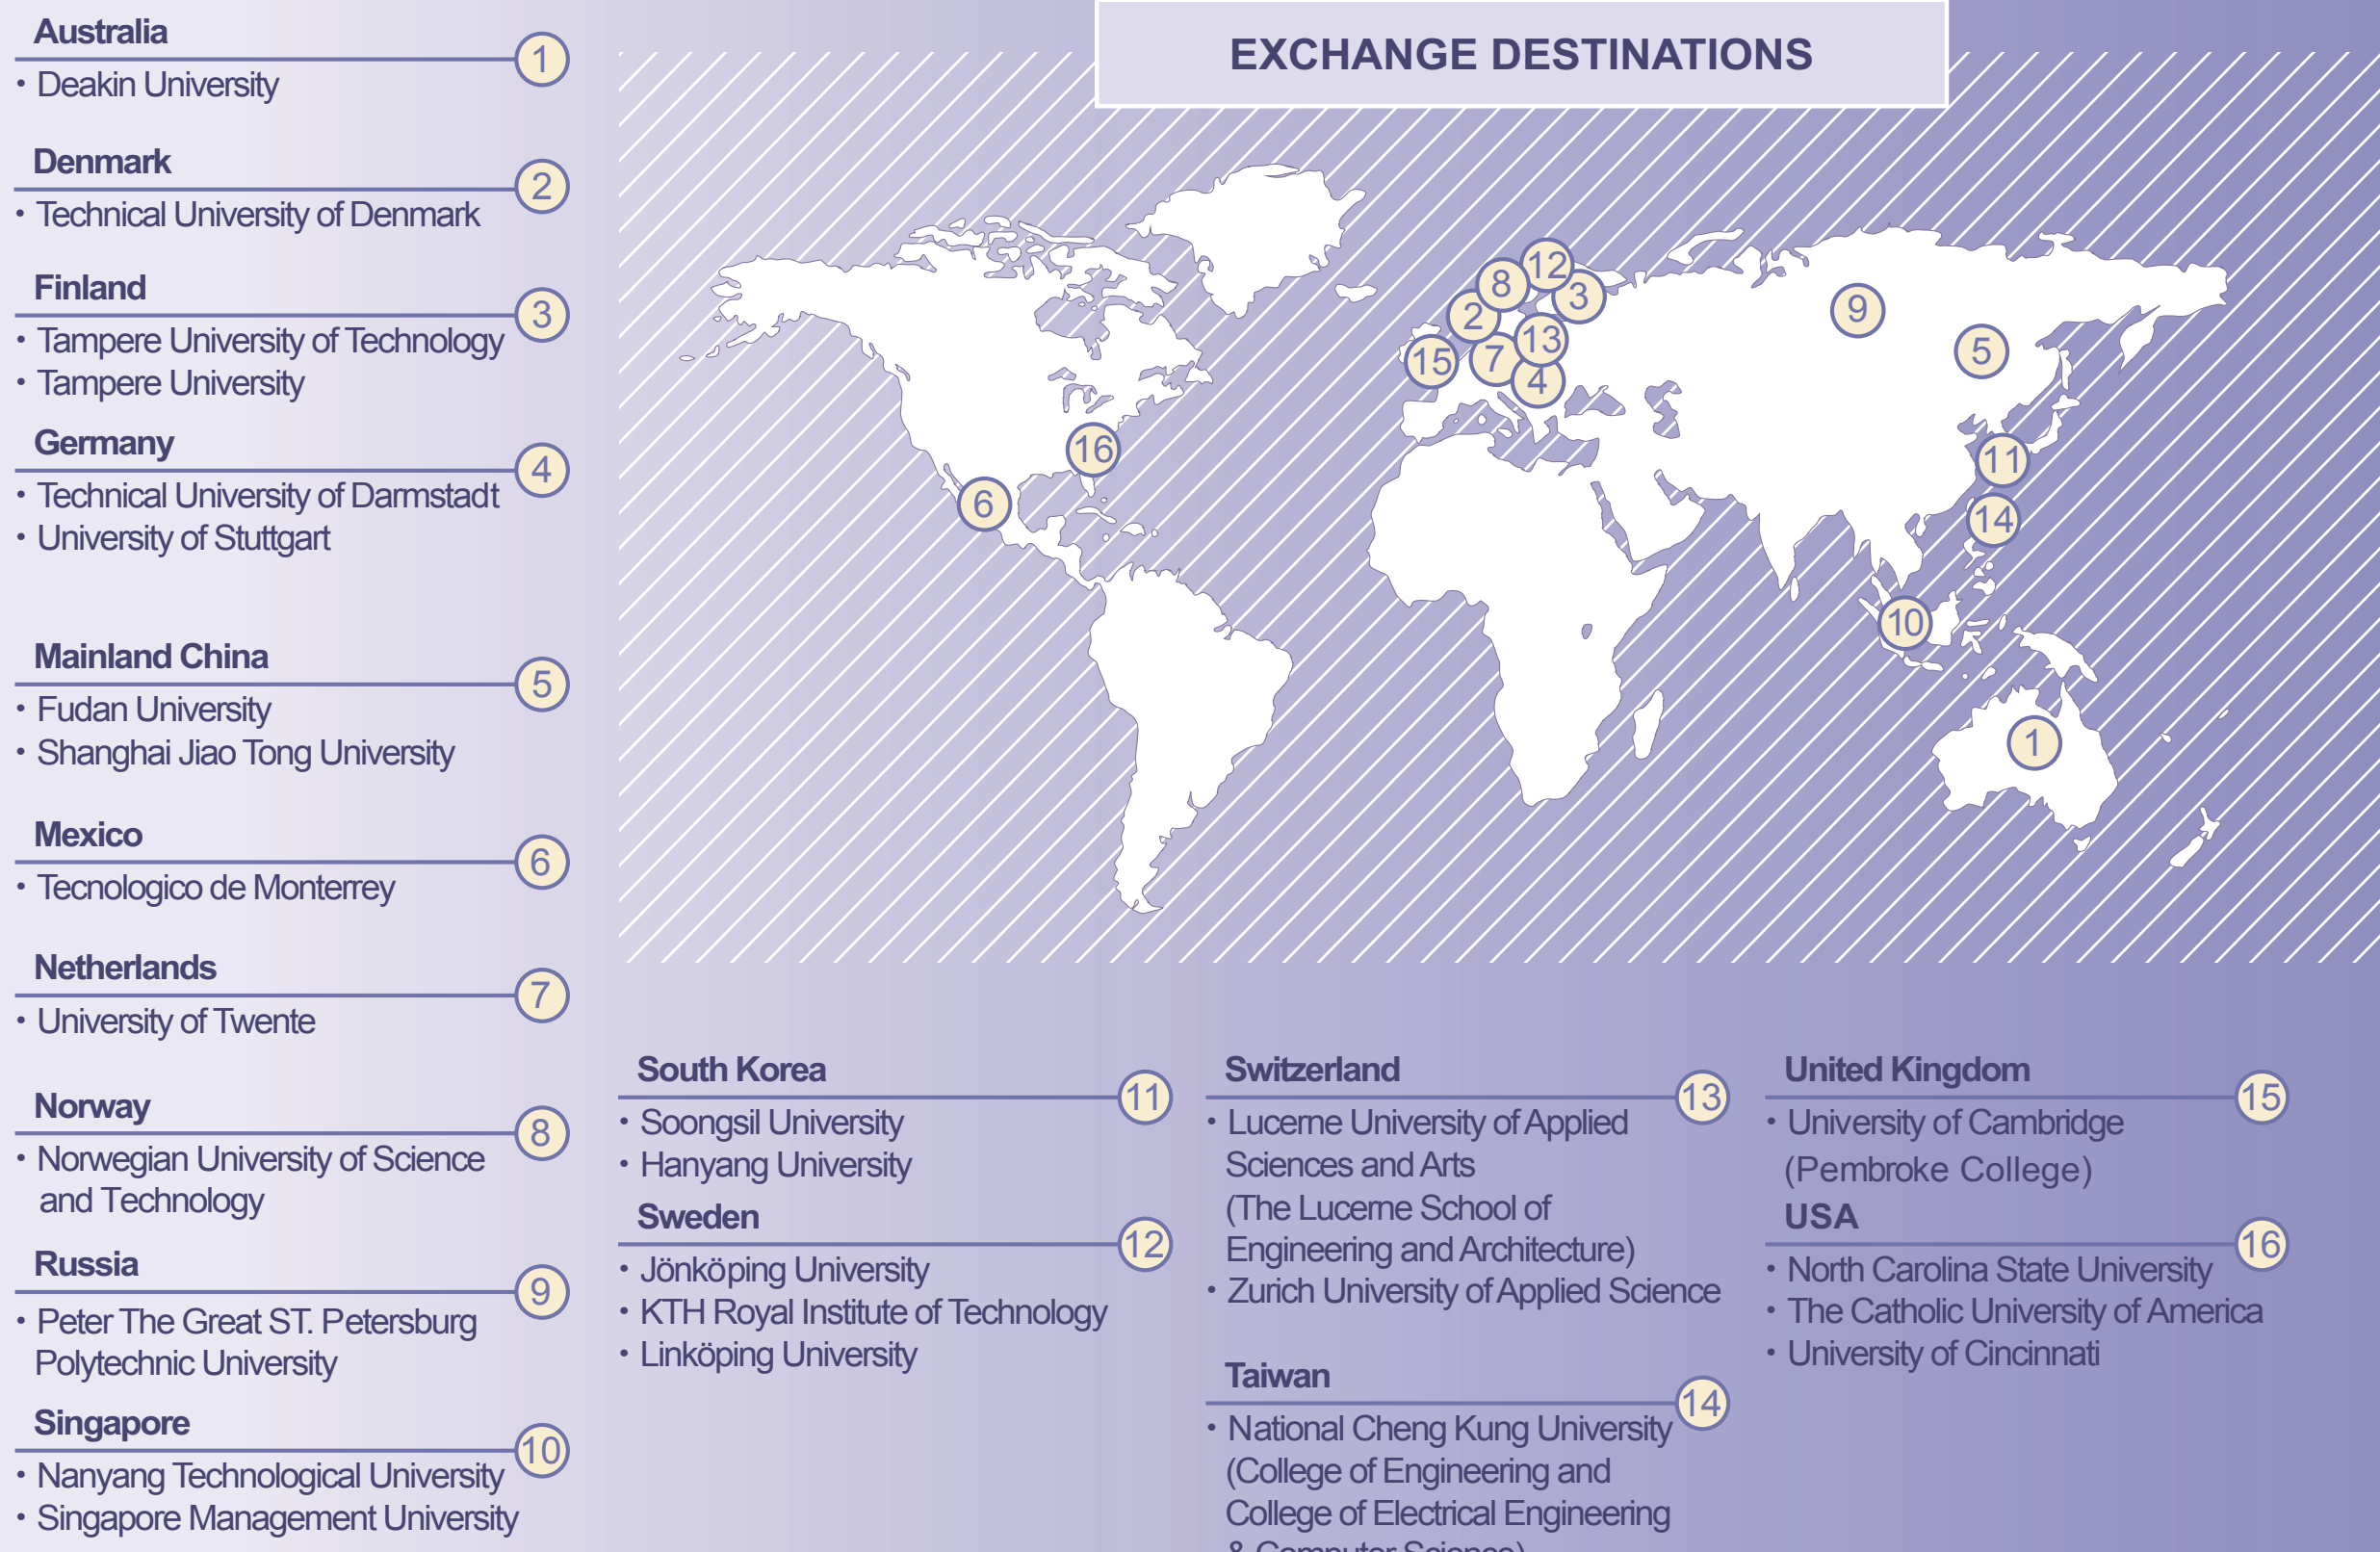 EXCHANGE DESTINATIONS
Australia
1
• Deakin University
Denmark
2
• Technical University of Denmark
Finland
3
• Tampere University of Technology
• Tampere University
Germany
4
• Technical University of Darmstadt
• University of Stuttgart
Mainland China
5
• Fudan University
• Shanghai Jiao Tong University
Mexico
6
• Tecnologico de Monterrey
Netherlands
7
• University of Twente
Norway
8
• Norwegian University of Science
and Technology
Russia
9
• Peter The Great ST. Petersburg
Polytechnic University
Singapore
10
• Nanyang Technological University
• Singapore Management University
12
8
3
9
2
13
5
15
7
4
16
11
6
14
10
1
South Korea
11
• Soongsil University
• Hanyang University
Sweden
12
• Jönköping University
• KTH Royal Institute of Technology
• Linköping University
Switzerland
13
• Lucerne University of Applied
Sciences and Arts
(The Lucerne School of
Engineering and Architecture)
• Zurich University of Applied Science
Taiwan
14
• National Cheng Kung University
(College of Engineering and
College of Electrical Engineering
& Computer Science)
United Kingdom
15
• University of Cambridge
(Pembroke College)
USA
16
• North Carolina State University
• The Catholic University of America
• University of Cincinnati